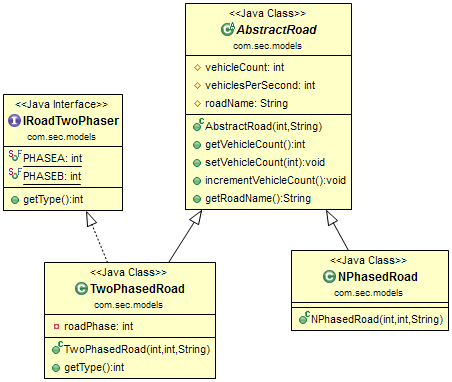 <<Java Class>>
AbstractRoad
com.sec.models
vehicleCount: int
vehiclesPerSecond: int
roadName: String
AbstractRoad(int,String)
getVehicleCount():int
setVehicleCount(int):void
incrementVehicleCount():void
getRoadName():String
<<Java Interface>>
IRoadTwoPhaser
com.sec.models
PHASEA: int
PHASEB: int
getType():int
<<Java Class>>
TwoPhasedRoad
com.sec.models
roadPhase: int
TwoPhasedRoad(int,int,String)
getType():int
<<Java Class>>
NPhasedRoad
com.sec.models
NPhasedRoad(int,int,String)